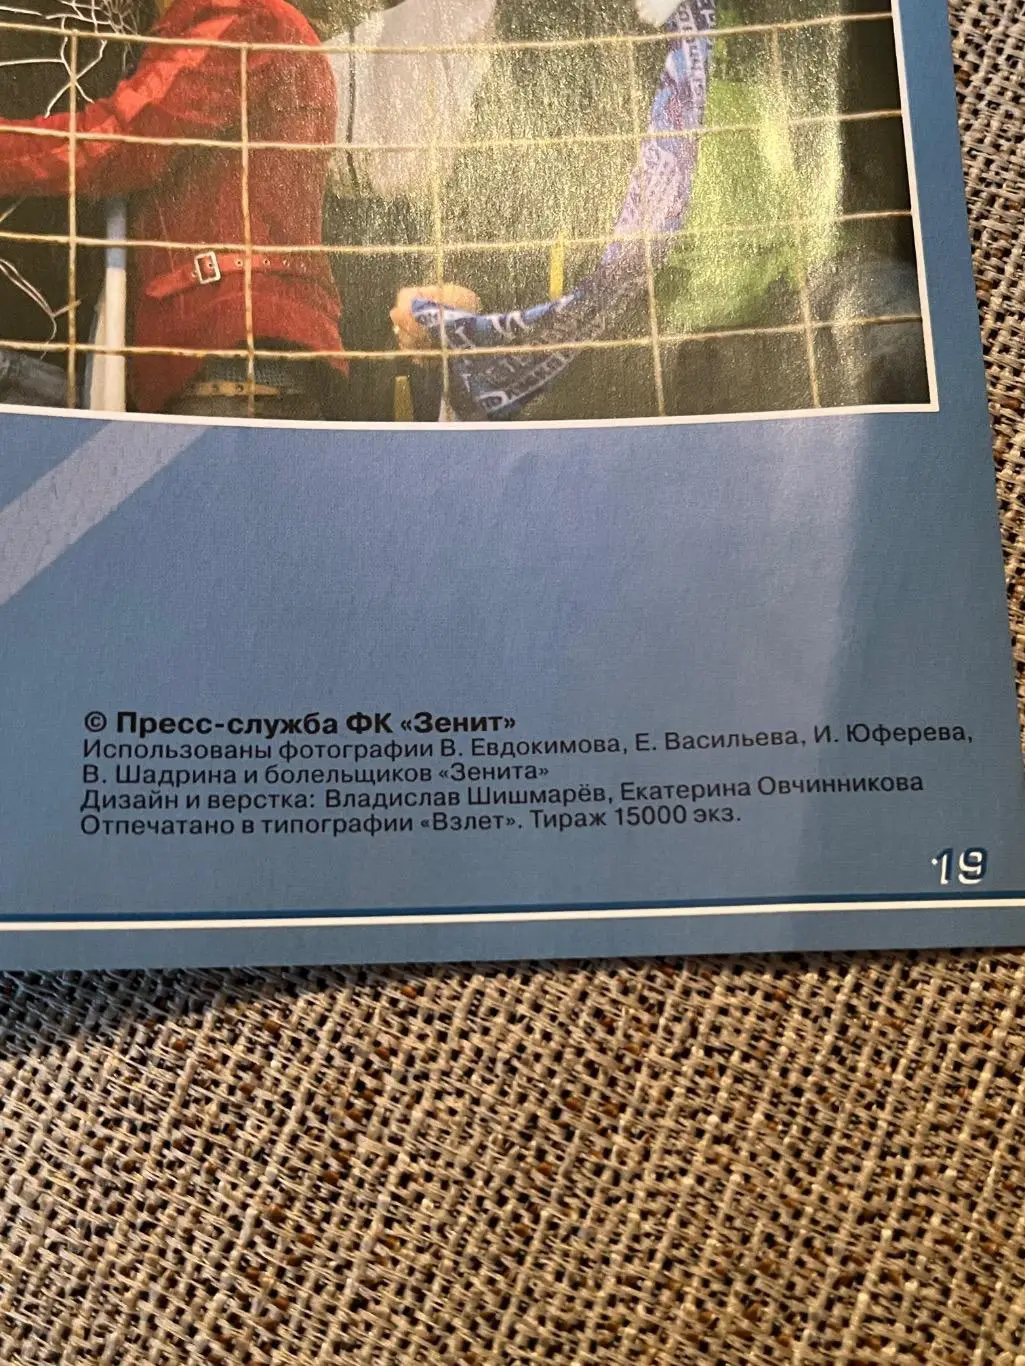 © Пресс-служба ФК «Зенит»
Использованы фотографии В. Евдокимова, Е. Васильева, И. Юферева,
В. Шадрина и болельщиков «Зенита»
Дизайн и верстка: Владислав Шишмарёв, Екатерина Овчинникова
Отпечатано в типографии «Взлет». Тираж 15000 экз.
19